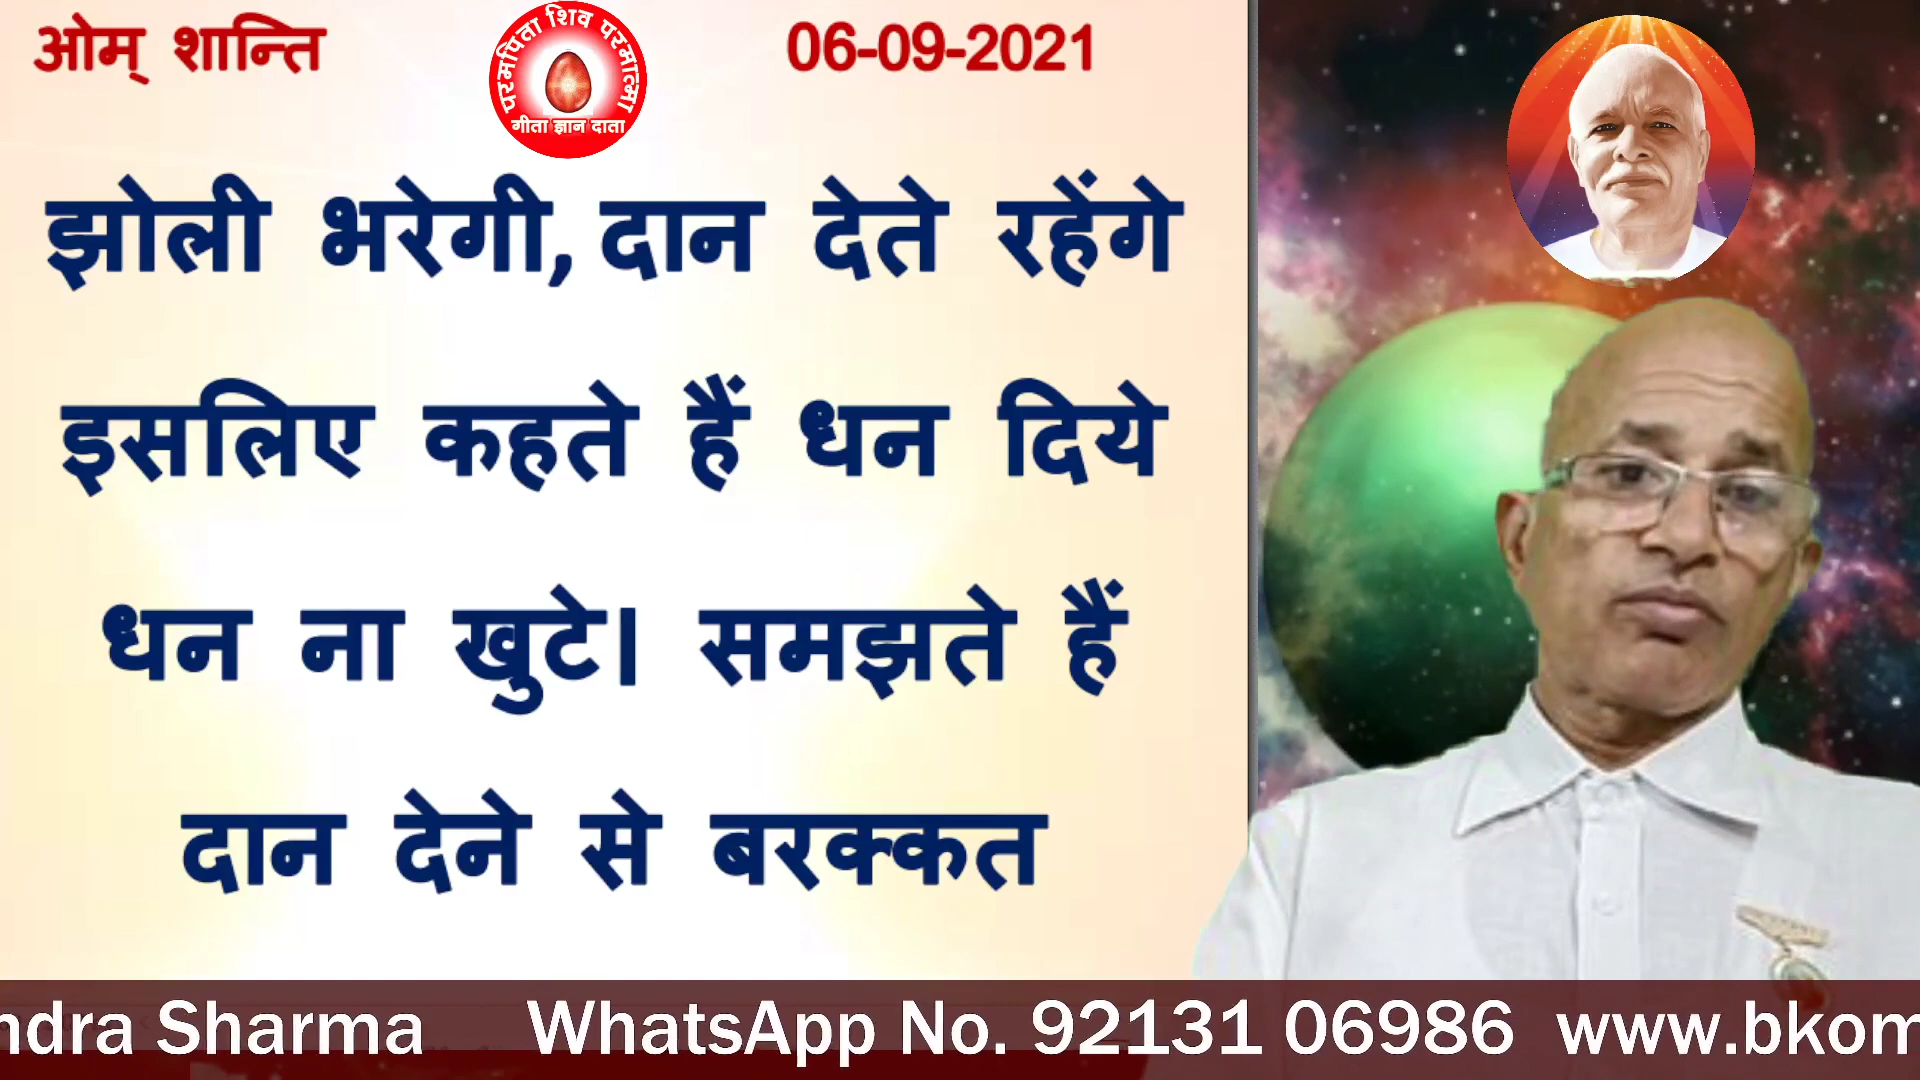 ओम् शान्ति
परमपिता शिव परमात्मा
गीता ज्ञान दाता
06-09-2021
झोली भरेगी, दान देते रहेंगे
इसलिए कहते हैं धन दिये
धन ना खुटे। समझते हैं
दान देने से बरक्कत
ndra Sharma WhatsApp No. 92131 06986 www.bkom